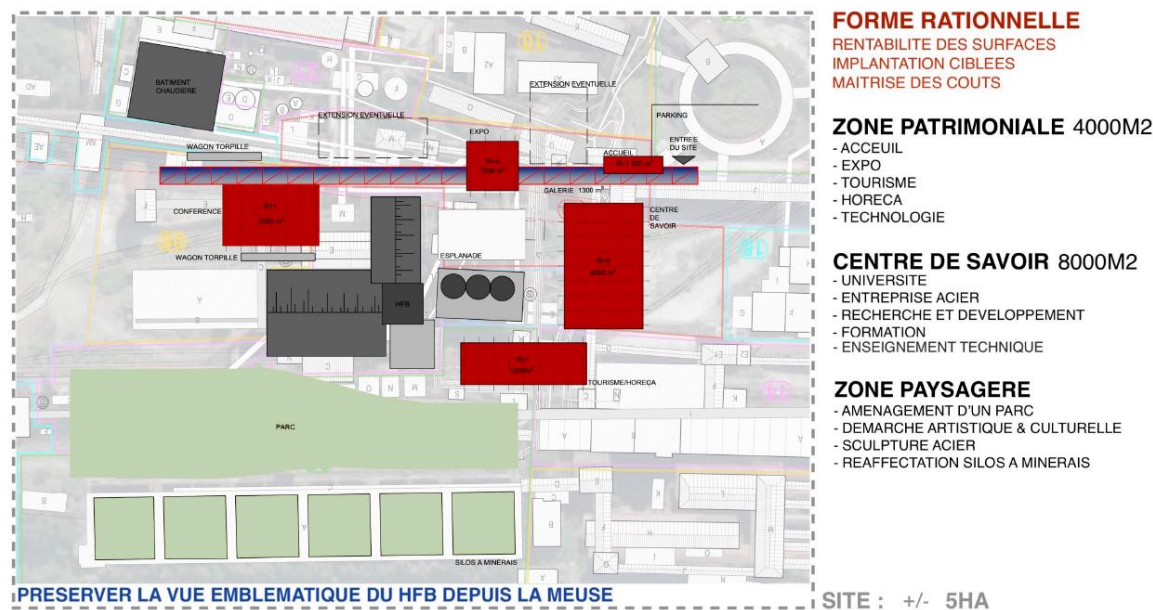 FORME RATIONNELLE
RENTABILITE DES SURFACES
IMPLANTATION CIBLEES
MAITRISE DES COUTS
ZONE PATRIMONIALE 4000M2
- ACCEUIL
- EXPO
- TOURISME
- HORECA
- TECHNOLOGIE
CENTRE DE SAVOIR 8000M2
- UNIVERSITE
- ENTREPRISE ACIER
- RECHERCHE ET DEVELOPPEMENT
- FORMATION
- ENSEIGNEMENT TECHNIQUE
ZONE PAYSAGERE
- AMENAGEMENT D'UN PARC
- DEMARCHE ARTISTIQUE & CULTURELLE
- SCULPTURE ACIER
- REAFFECTATION SILOS A MINERAIS
SITE : +/- 5HA
BATIMENT
CHAUDIERE
EXTENSION EVENTUELLE
EXTENSION EVENTUELLE
PARKING
WAGON TORPILLE
EXPO
ACCUEIL
ENTREE
DU SITE
GALERIE 1300 m²
CONFERENCE
CENTRE
DE
SAVOIR
WAGON TORPILLE
ESPLANADE
HFB
TOURISME/HORECA
PARC
SILOS A MINERAIS
PRESERVER LA VUE EMBLEMATIQUE DU HFB DEPUIS LA MEUSE